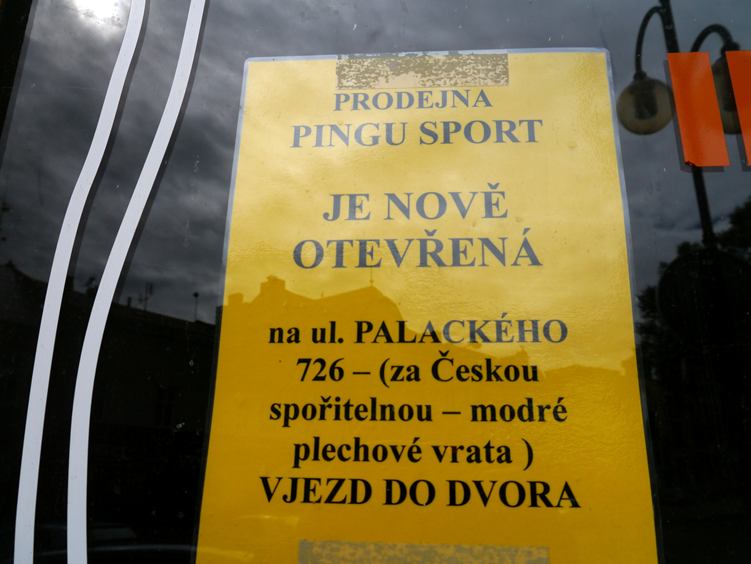 PRODEJNA
PINGU SPORT
JE NOVĚ
OTEVŘENÁ
na ul. PALACKÉHO
726 – (za Českou
spořitelnou – modré
plechové vrata )
VJEZD DO DVORA